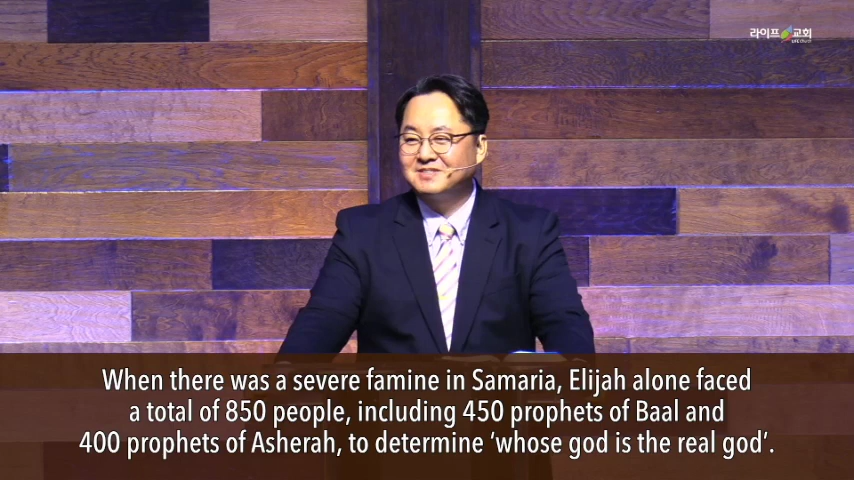 라이프 교회
When there was a severe famine in Samaria, Elijah alone faced
a total of 850 people, including 450 prophets of Baal and
400 prophets of Asherah, to determine ‘whose god is the real god’.